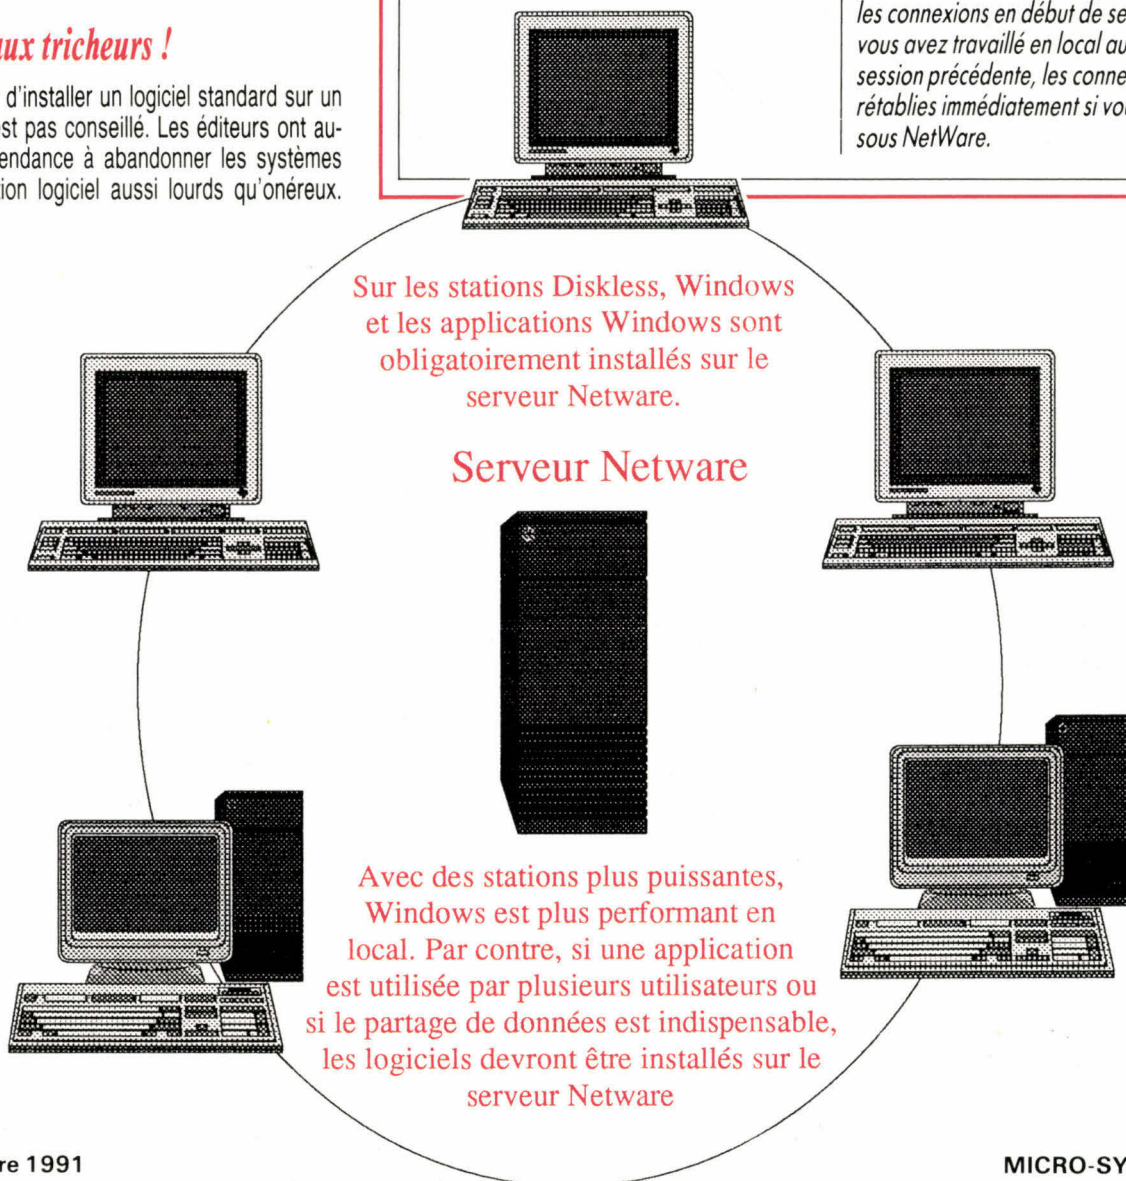 aux tricheurs !
d'installer un logiciel standard sur un
est pas conseillé. Les éditeurs ont au-
endance à abandonner les systèmes
tion logiciel aussi lourds qu'onéreux.
les connexions en début de se
vous avez travaillé en local au
session précédente, les conne
rétablies immédiatement si vou
sous NetWare.
Sur les stations Diskless, Windows
et les applications Windows sont
obligatoirement installés sur le
serveur Netware.
Serveur Netware
Avec des stations plus puissantes,
Windows est plus performant en
local. Par contre, si une application
est utilisée par plusieurs utilisateurs ou
si le partage de données est indispensable,
les logiciels devront être installés sur le
serveur Netware
re 1991
MICRO-SY